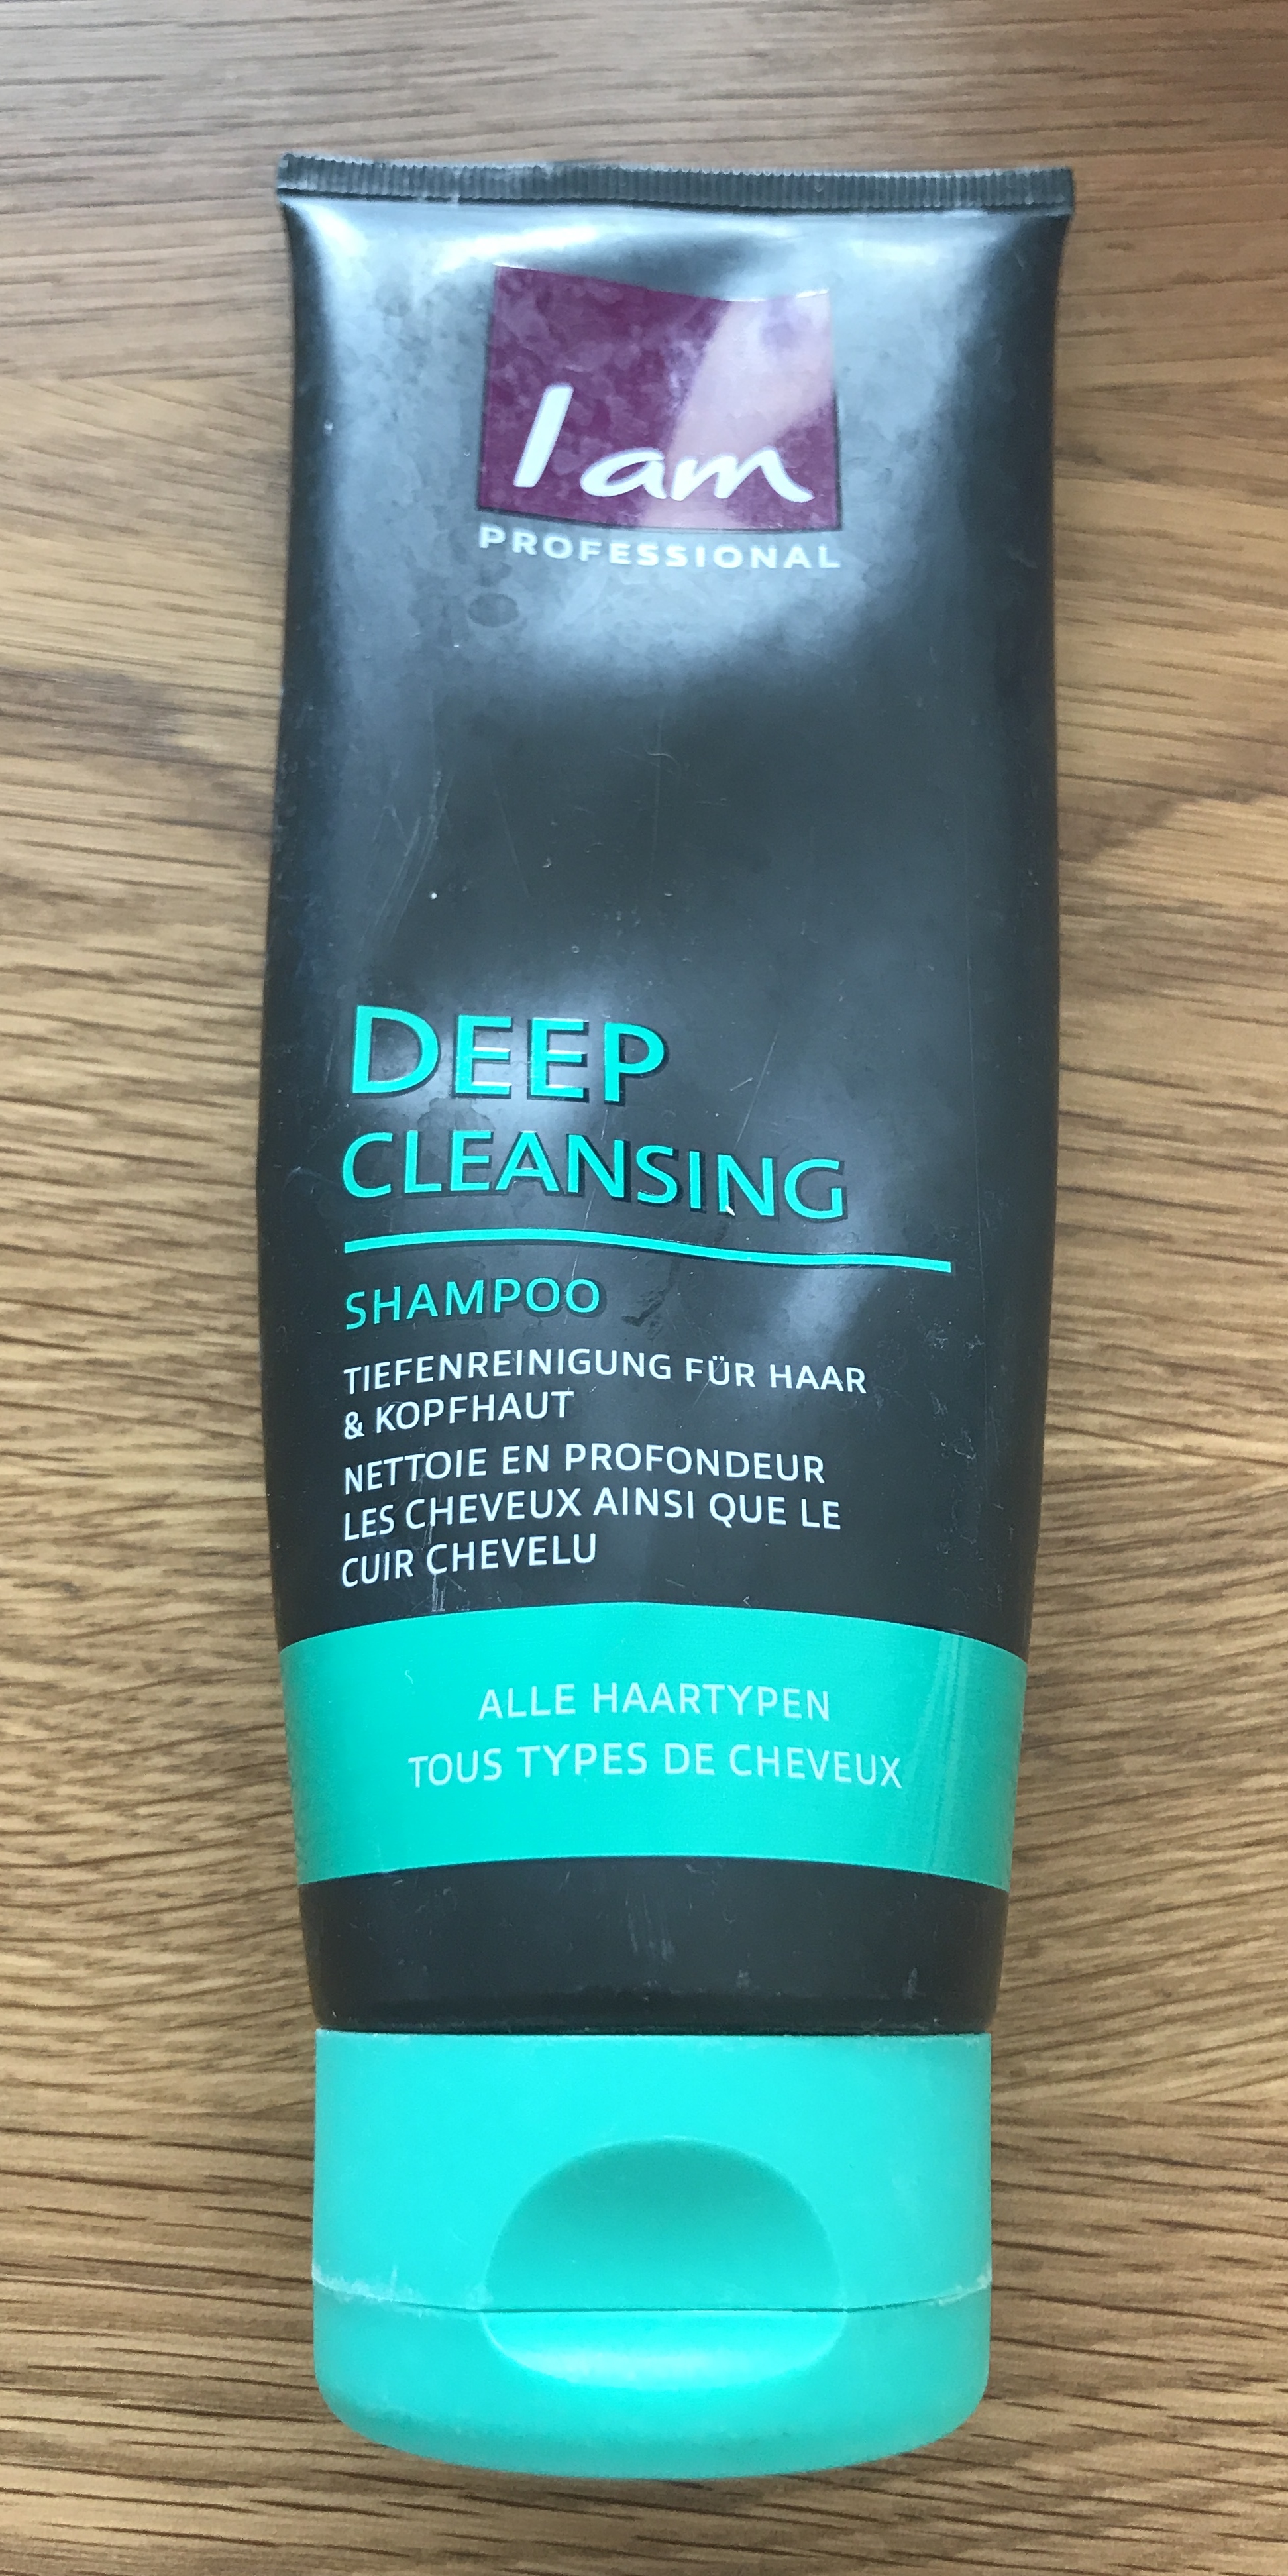 I am
PROFESSIONAL
DEEP
CLEANSING
SHAMPOO
TIEFENREINIGUNG FÜR HAAR
& KOPFHAUT
NETTOIE EN PROFONDEUR
LES CHEVEUX AINSI QUE LE
CUIR CHEVELU
ALLE HAARTYPEN
TOUS TYPES DE CHEVEUX